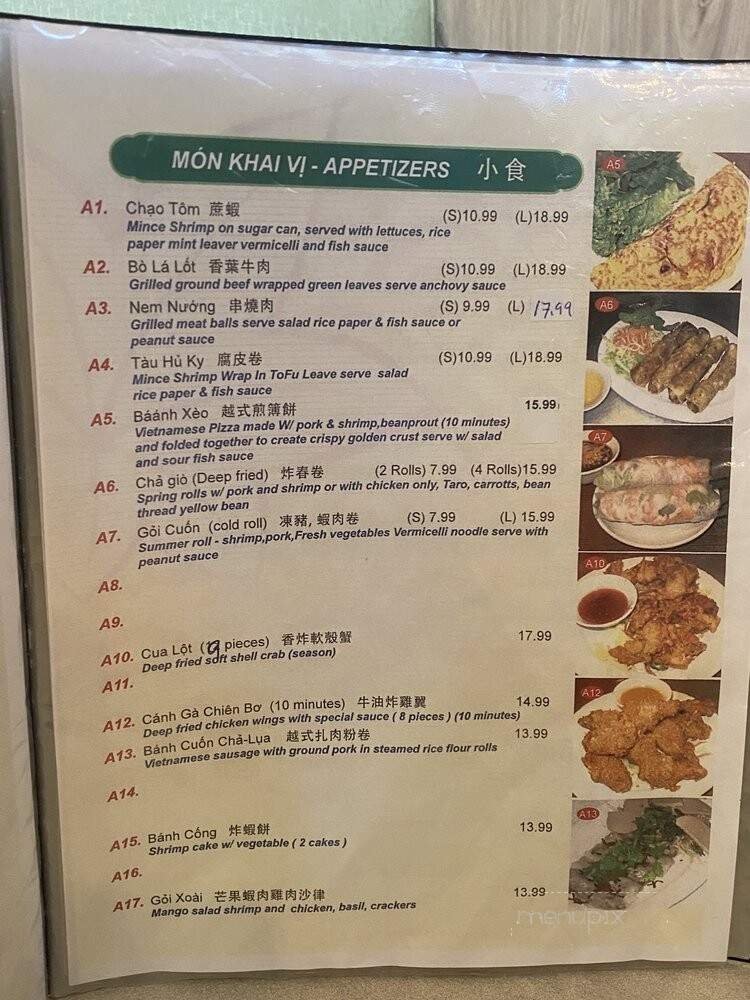 MÓN KHAI VỊ - APPETIZERS 小食
A1. Chạo Tôm 蔗蝦 (S)10.99 (L)18.99
Mince Shrimp on sugar can, served with lettuces, rice
paper mint leaver vermicelli and fish sauce
A2. Bò Lá Lốt 香葉牛肉 (S)10.99 (L)18.99
Grilled ground beef wrapped green leaves serve anchovy sauce
A3. Nem Nướng 串燒肉 (S) 9.99 (L) 17.99
Grilled meat balls serve salad rice paper & fish sauce or
peanut sauce
A4. Tàu Hủ Ky 腐皮卷 (S)10.99 (L)18.99
Mince Shrimp Wrap In ToFu Leave serve salad
rice paper & fish sauce
A5. Báánh Xèo 越式煎薄餅 15.99
Vietnamese Pizza made W/ pork & shrimp,beanprout (10 minutes)
and folded together to create crispy golden crust serve w/ salad
and sour fish sauce
A6. Chả giò (Deep fried) 炸春卷 (2 Rolls) 7.99 (4 Rolls)15.99
Spring rolls w/ pork and shrimp or with chicken only, Taro, carrotts, bean
thread yellow bean
A7. Gỏi Cuốn (cold roll) 凍豬, 蝦肉卷 (S) 7.99 (L) 15.99
Summer roll - shrimp,pork,Fresh vegetables Vermicelli noodle serve with
peanut sauce
A8.
A9.
A10. Cua Lột ( pieces) 香炸軟殼蟹 17.99
Deep fried soft shell crab (season)
A11.
A12. Cánh Gà Chiên Bơ (10 minutes) 牛油炸雞翼 14.99
Deep fried chicken wings with special sauce ( 8 pieces ) (10 minutes)
A13. Bánh Cuốn Chả-Lụa 越式扎肉粉卷 13.99
Vietnamese sausage with ground pork in steamed rice flour rolls
A14.
A15. Bánh Cống 炸蝦餅 13.99
Shrimp cake w/ vegetable ( 2 cakes )
A16.
A17. Gỏi Xoài 芒果蝦肉雞肉沙律 13.99
Mango salad shrimp and chicken, basil, crackers
A5
A6
A7
A10
A12
A13
menupix